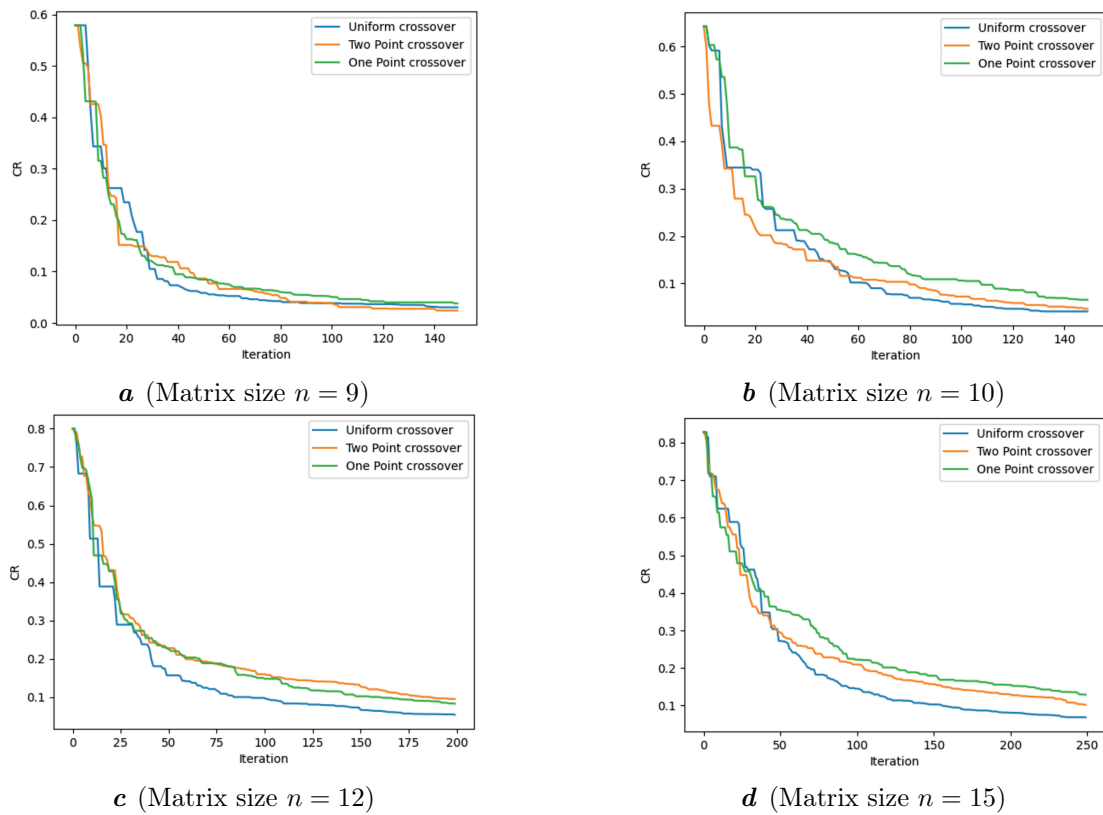 0.6
0.5
0.4
0.3
0.2
0.1
0.0
CR
Uniform crossover
Two Point crossover
One Point crossover
0 20 40 60 80 100 120 140
Iteration
a (Matrix size n = 9)
0.6
0.5
0.4
0.3
0.2
0.1
CR
Uniform crossover
Two Point crossover
One Point crossover
0 20 40 60 80 100 120 140
Iteration
b (Matrix size n = 10)
0.8
0.7
0.6
0.5
0.4
0.3
0.2
0.1
CR
Uniform crossover
Two Point crossover
One Point crossover
0 25 50 75 100 125 150 175 200
Iteration
c (Matrix size n = 12)
0.8
0.7
0.6
0.5
0.4
0.3
0.2
0.1
CR
Uniform crossover
Two Point crossover
One Point crossover
0 50 100 150 200 250
Iteration
d (Matrix size n = 15)